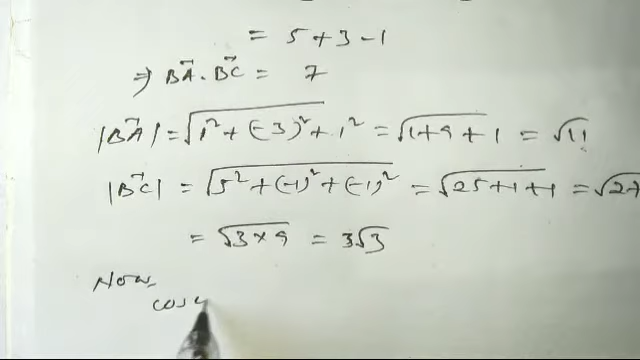 = 5+3-1
⇒ BA⃗ . BC⃗ = 7
|BA⃗| = √(1² + (-3)² + 1²) = √(1+9+1) = √11
|BC⃗| = √(5² + (-1)² + (-1)²) = √(25+1+1) = √27
= √(3×9) = 3√3
Now,
cos